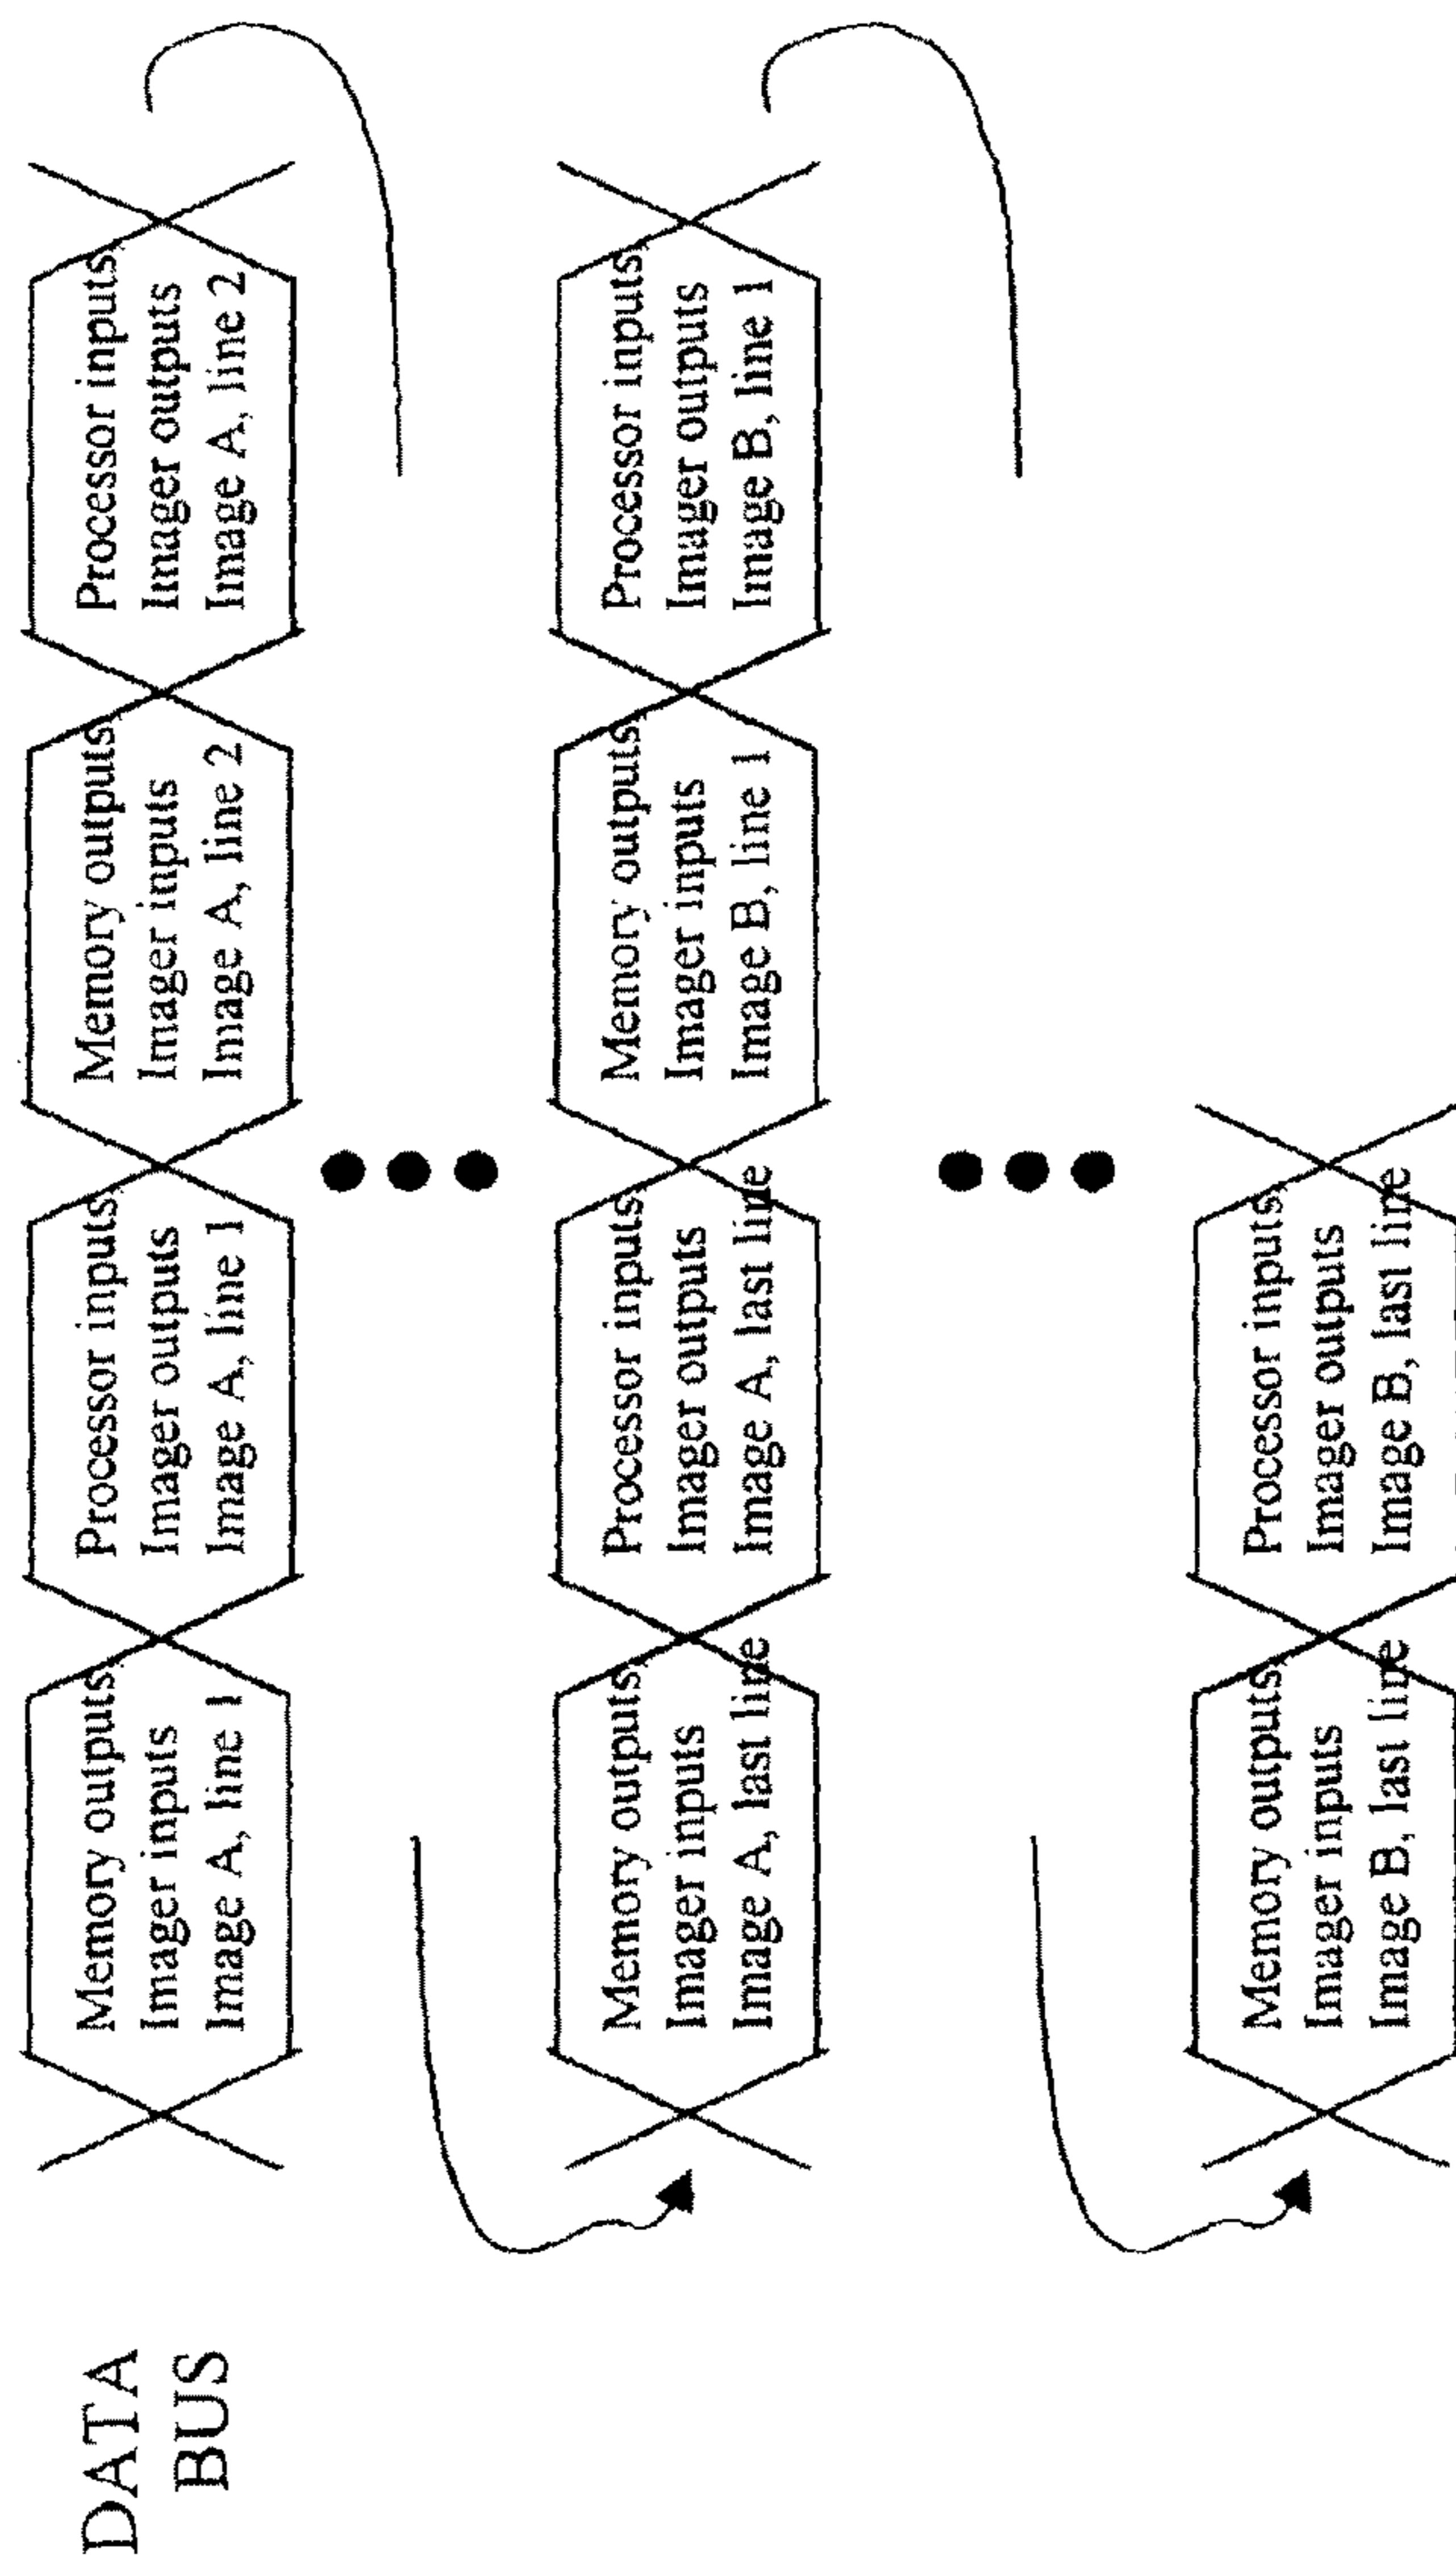 DATA
BUS
Memory outputs,
Imager inputs
Image A, line 1
Processor inputs,
Imager outputs
Image A, line 1
Memory outputs,
Imager inputs
Image A, line 2
Processor inputs,
Imager outputs
Image A, line 2
Memory outputs,
Imager inputs
Image A, last line
Processor inputs,
Imager outputs
Image A, last line
Memory outputs,
Imager inputs
Image B, line 1
Processor inputs,
Imager outputs
Image B, line 1
Memory outputs,
Imager inputs
Image B, last line
Processor inputs,
Imager outputs
Image B, last line